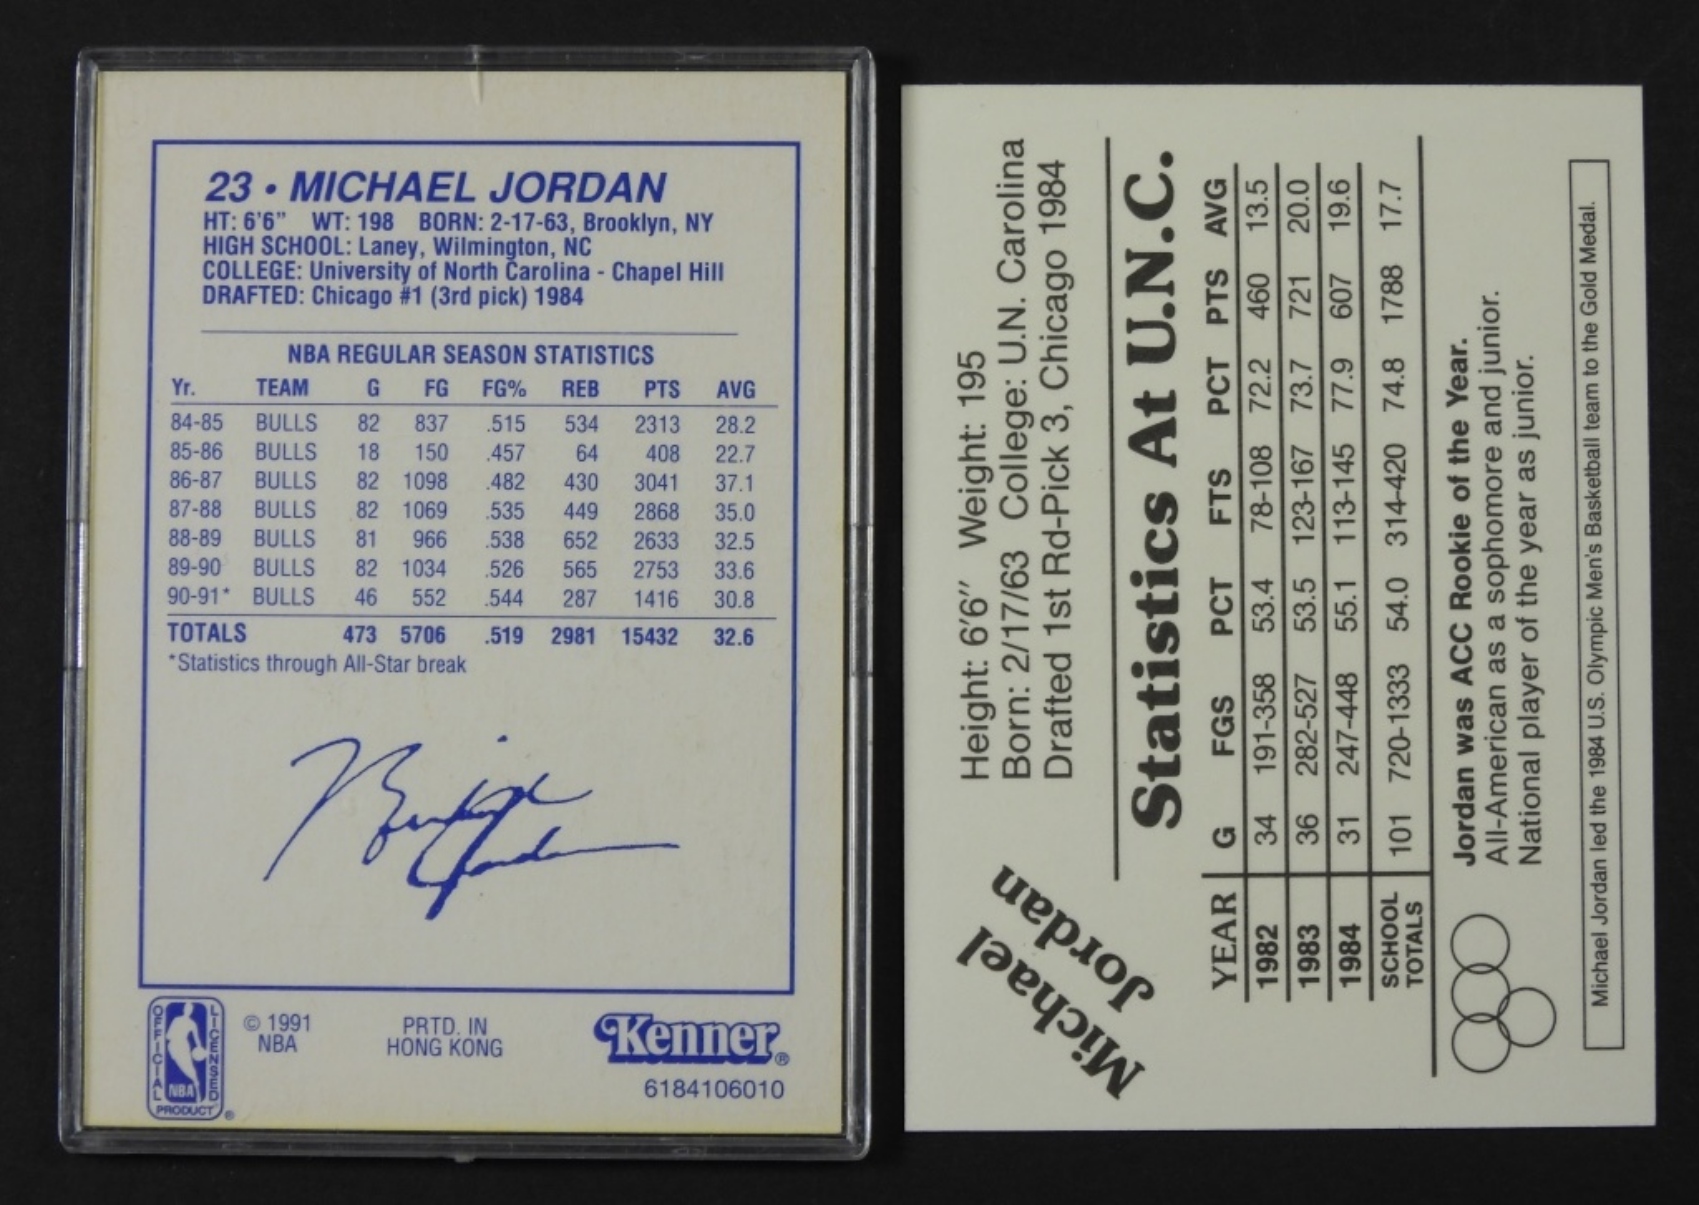 23 • MICHAEL JORDAN
HT: 6'6" WT: 198 BORN: 2-17-63, Brooklyn, NY
HIGH SCHOOL: Laney, Wilmington, NC
COLLEGE: University of North Carolina - Chapel Hill
DRAFTED: Chicago #1 (3rd pick) 1984
NBA REGULAR SEASON STATISTICS
Yr. TEAM G FG FG% REB PTS AVG
84-85 BULLS 82 837 .515 534 2313 28.2
85-86 BULLS 18 150 .457 64 408 22.7
86-87 BULLS 82 1098 .482 430 3041 37.1
87-88 BULLS 82 1069 .535 449 2868 35.0
88-89 BULLS 81 966 .538 652 2633 32.5
89-90 BULLS 82 1034 .526 565 2753 33.6
90-91* BULLS 46 552 .544 287 1416 30.8
TOTALS 473 5706 .519 2981 15432 32.6
*Statistics through All-Star break
Michael
Jordan
OFFICIAL LICENSED
NBA
PRODUCT ®
© 1991
NBA
PRTD. IN
HONG KONG
Kenner®
6184106010
Michael
Jordan
Height: 6'6" Weight: 195
Born: 2/17/63 College: U.N. Carolina
Drafted 1st Rd-Pick 3, Chicago 1984
Statistics At U.N.C.
YEAR G FGS PCT FTS PCT PTS AVG
1982 34 191-358 53.4 78-108 72.2 460 13.5
1983 36 282-527 53.5 123-167 73.7 721 20.0
1984 31 247-448 55.1 113-145 77.9 607 19.6
SCHOOL
TOTALS 101 720-1333 54.0 314-420 74.8 1788 17.7
Jordan was ACC Rookie of the Year.
All-American as a sophomore and junior.
National player of the year as junior.
Michael Jordan led the 1984 U.S. Olympic Men's Basketball team to the Gold Medal.